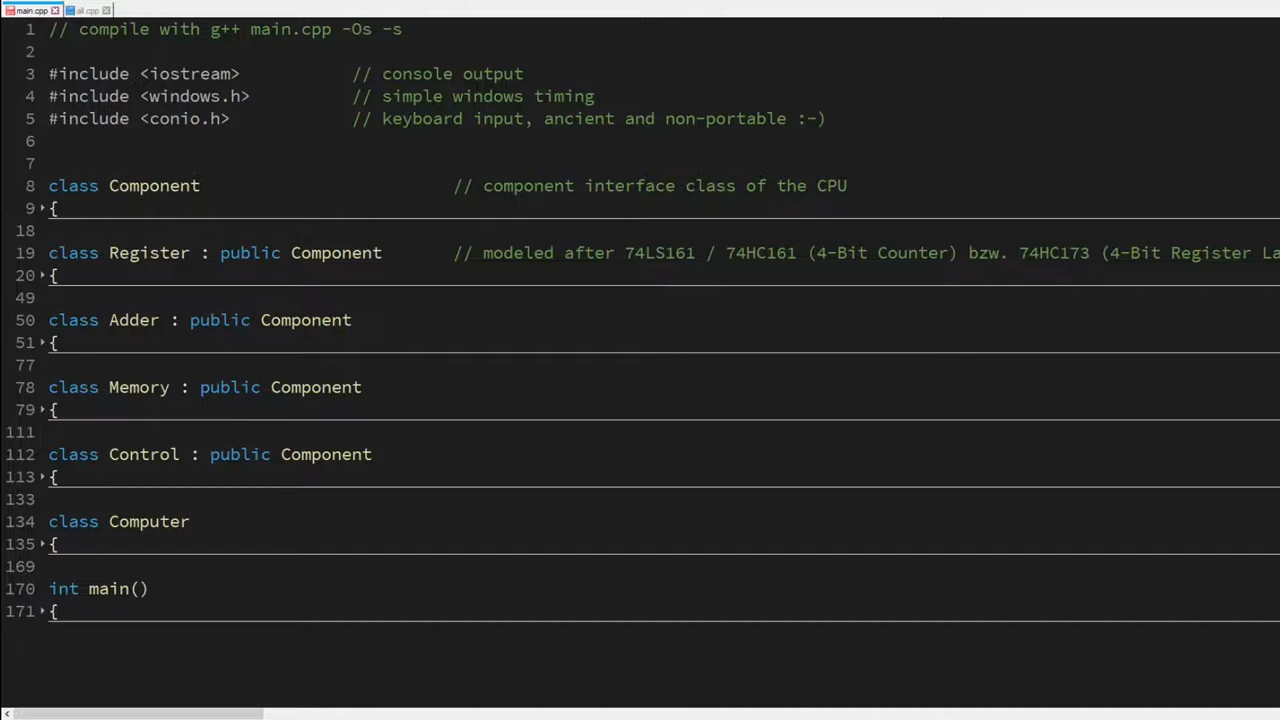 main.cpp all.cpp
1 // compile with g++ main.cpp -Os -s
2
3 #include <iostream> // console output
4 #include <windows.h> // simple windows timing
5 #include <conio.h> // keyboard input, ancient and non-portable :-)
6
7
8 class Component // component interface class of the CPU
9 {
18
19 class Register : public Component // modeled after 74LS161 / 74HC161 (4-Bit Counter) bzw. 74HC173 (4-Bit Register La
20 {
49
50 class Adder : public Component
51 {
77
78 class Memory : public Component
79 {
111
112 class Control : public Component
113 {
133
134 class Computer
135 {
169
170 int main()
171 {